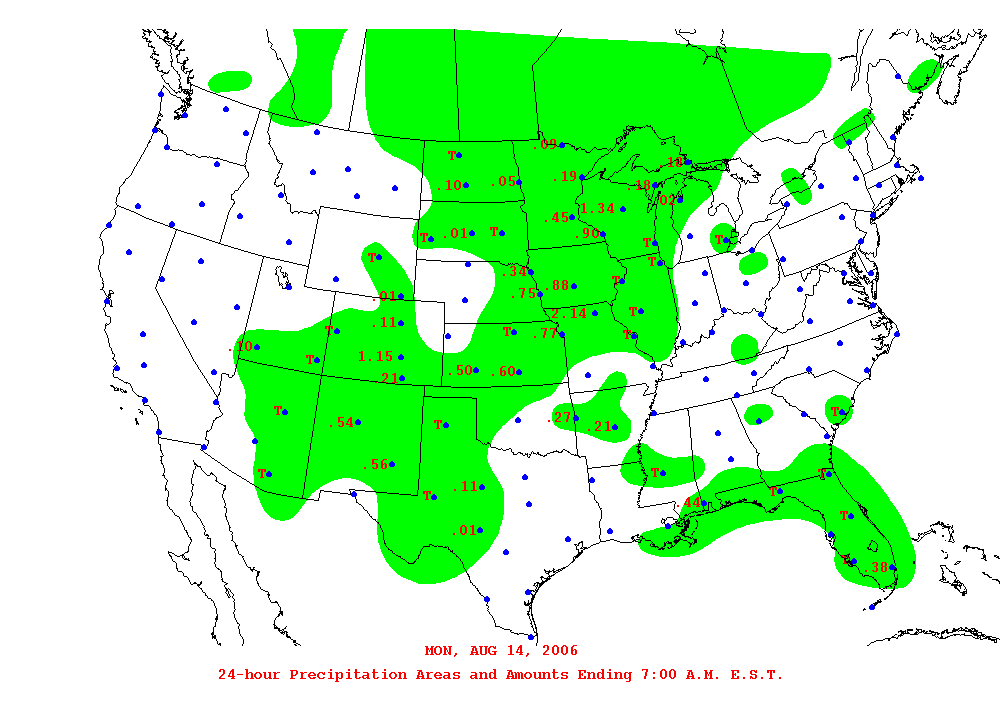 .09
T
.18
.10
.05
.19
.18
.02
1.34
.45
T
.01
T
.90
T
T
T
T
.34
T
.88
.01
.75
2.14
T
.11
T
T
.77
T
.10
1.15
T
.50
.60
.21
T
.27
T
.54
T
.21
.56
T
T
T
.11
T
T
.44
T
.01
T
.38
MON, AUG 14, 2006
24-hour Precipitation Areas and Amounts Ending 7:00 A.M. E.S.T.